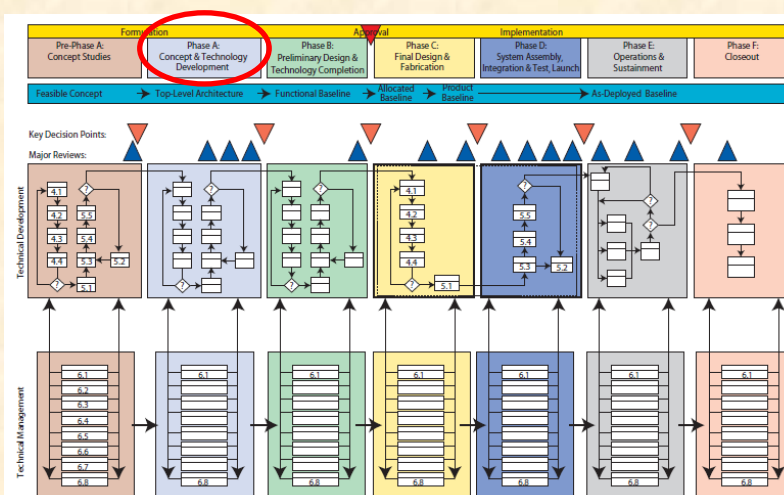 Formulation Approval Implementation
Pre-Phase A:
Concept Studies
Phase A:
Concept & Technology
Development
Phase B:
Preliminary Design &
Technology Completion
Phase C:
Final Design &
Fabrication
Phase D:
System Assembly,
Integration & Test, Launch
Phase E:
Operations &
Sustainment
Phase F:
Closeout
Feasible Concept
Top-Level Architecture
Functional Baseline
Allocated
Baseline
Product
Baseline
As-Deployed Baseline
Key Decision Points:
Major Reviews:
Technical Development
4.1
4.2
4.3
4.4
?
5.1
5.3
5.4
5.5
?
5.2
?
?
?
?
4.1
4.2
4.3
4.4
?
5.1
?
5.5
5.4
5.3
5.2
?
?
Technical Management
6.1
6.2
6.3
6.4
6.5
6.6
6.7
6.8
6.1
6.8
6.1
6.8
6.1
6.8
6.1
6.8
6.1
6.8
6.1
6.8